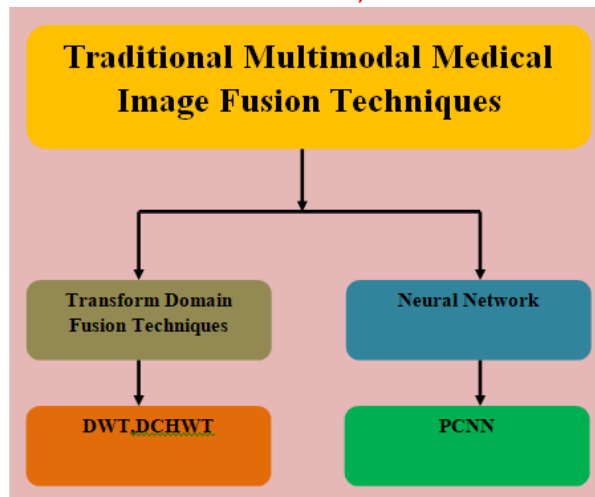 Traditional Multimodal Medical
Image Fusion Techniques
Transform Domain
Fusion Techniques
Neural Network
DWT,DCHWT
PCNN